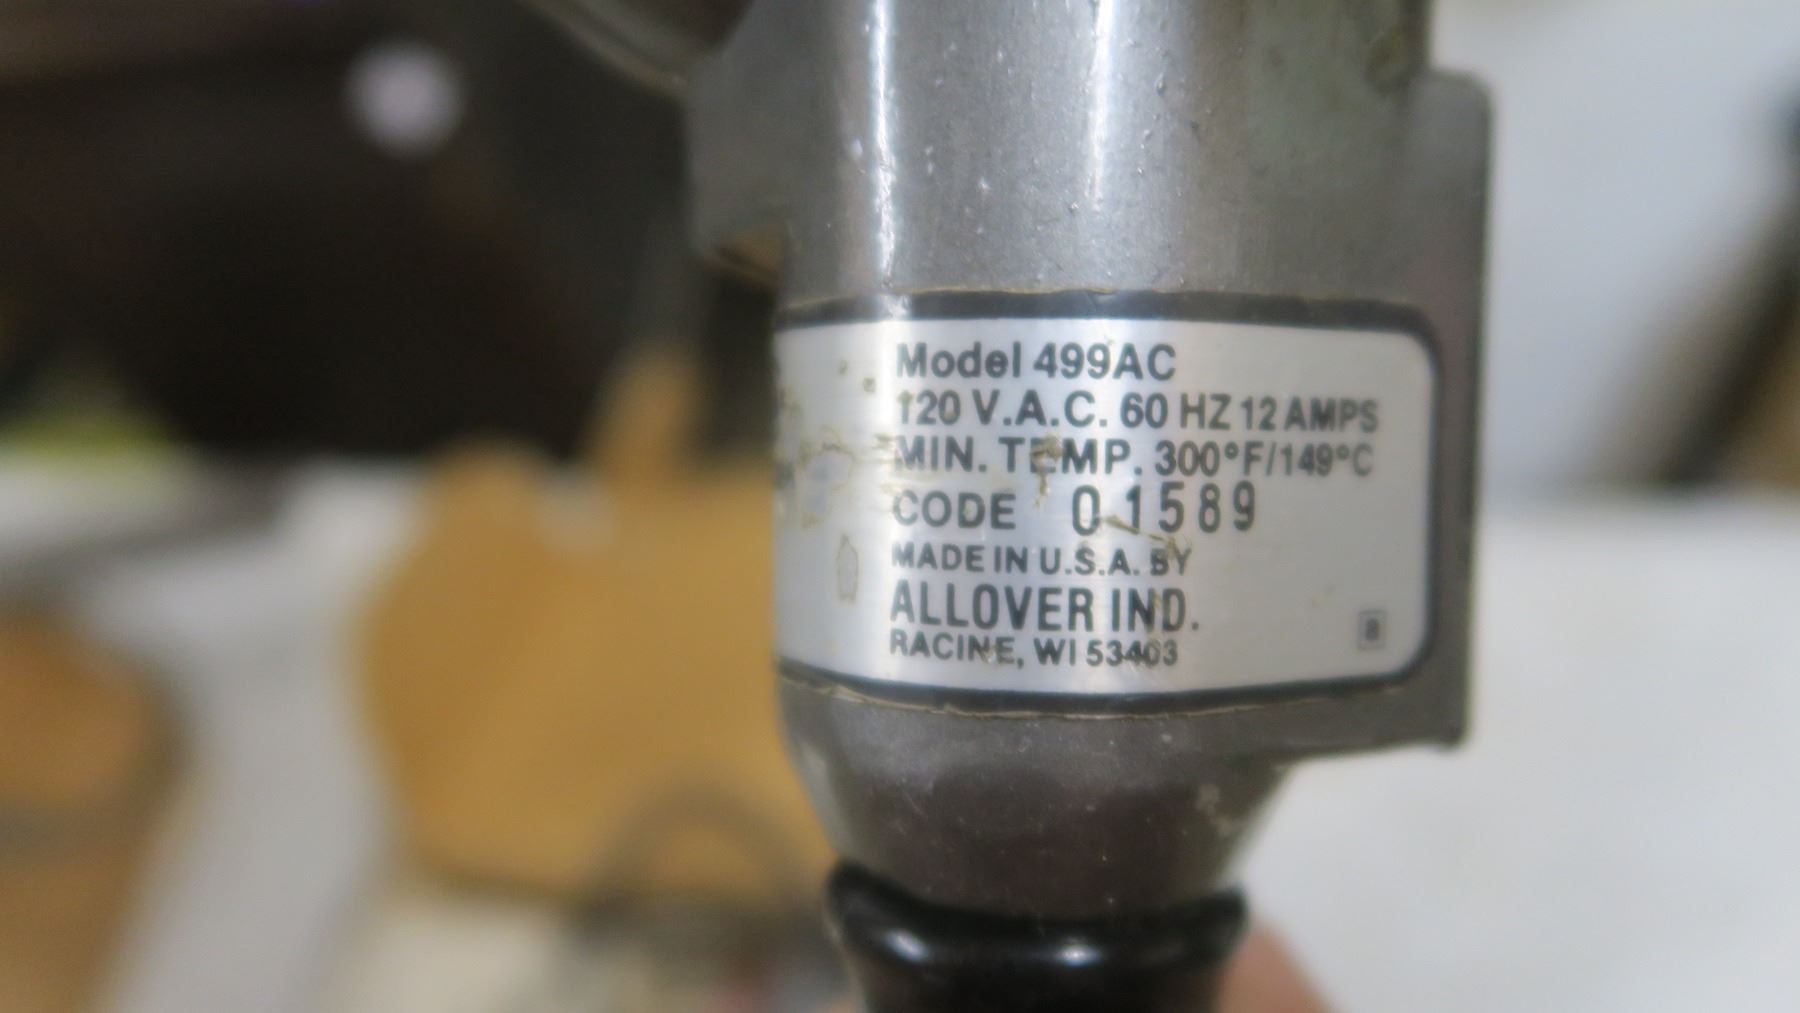 Model 499AC
120 V.A.C. 60 HZ 12 AMPS
MIN. TEMP. 300°F/149°C
CODE 01589
MADE IN U.S.A. BY
ALLOVER IND.
RACINE, WI 53403
8